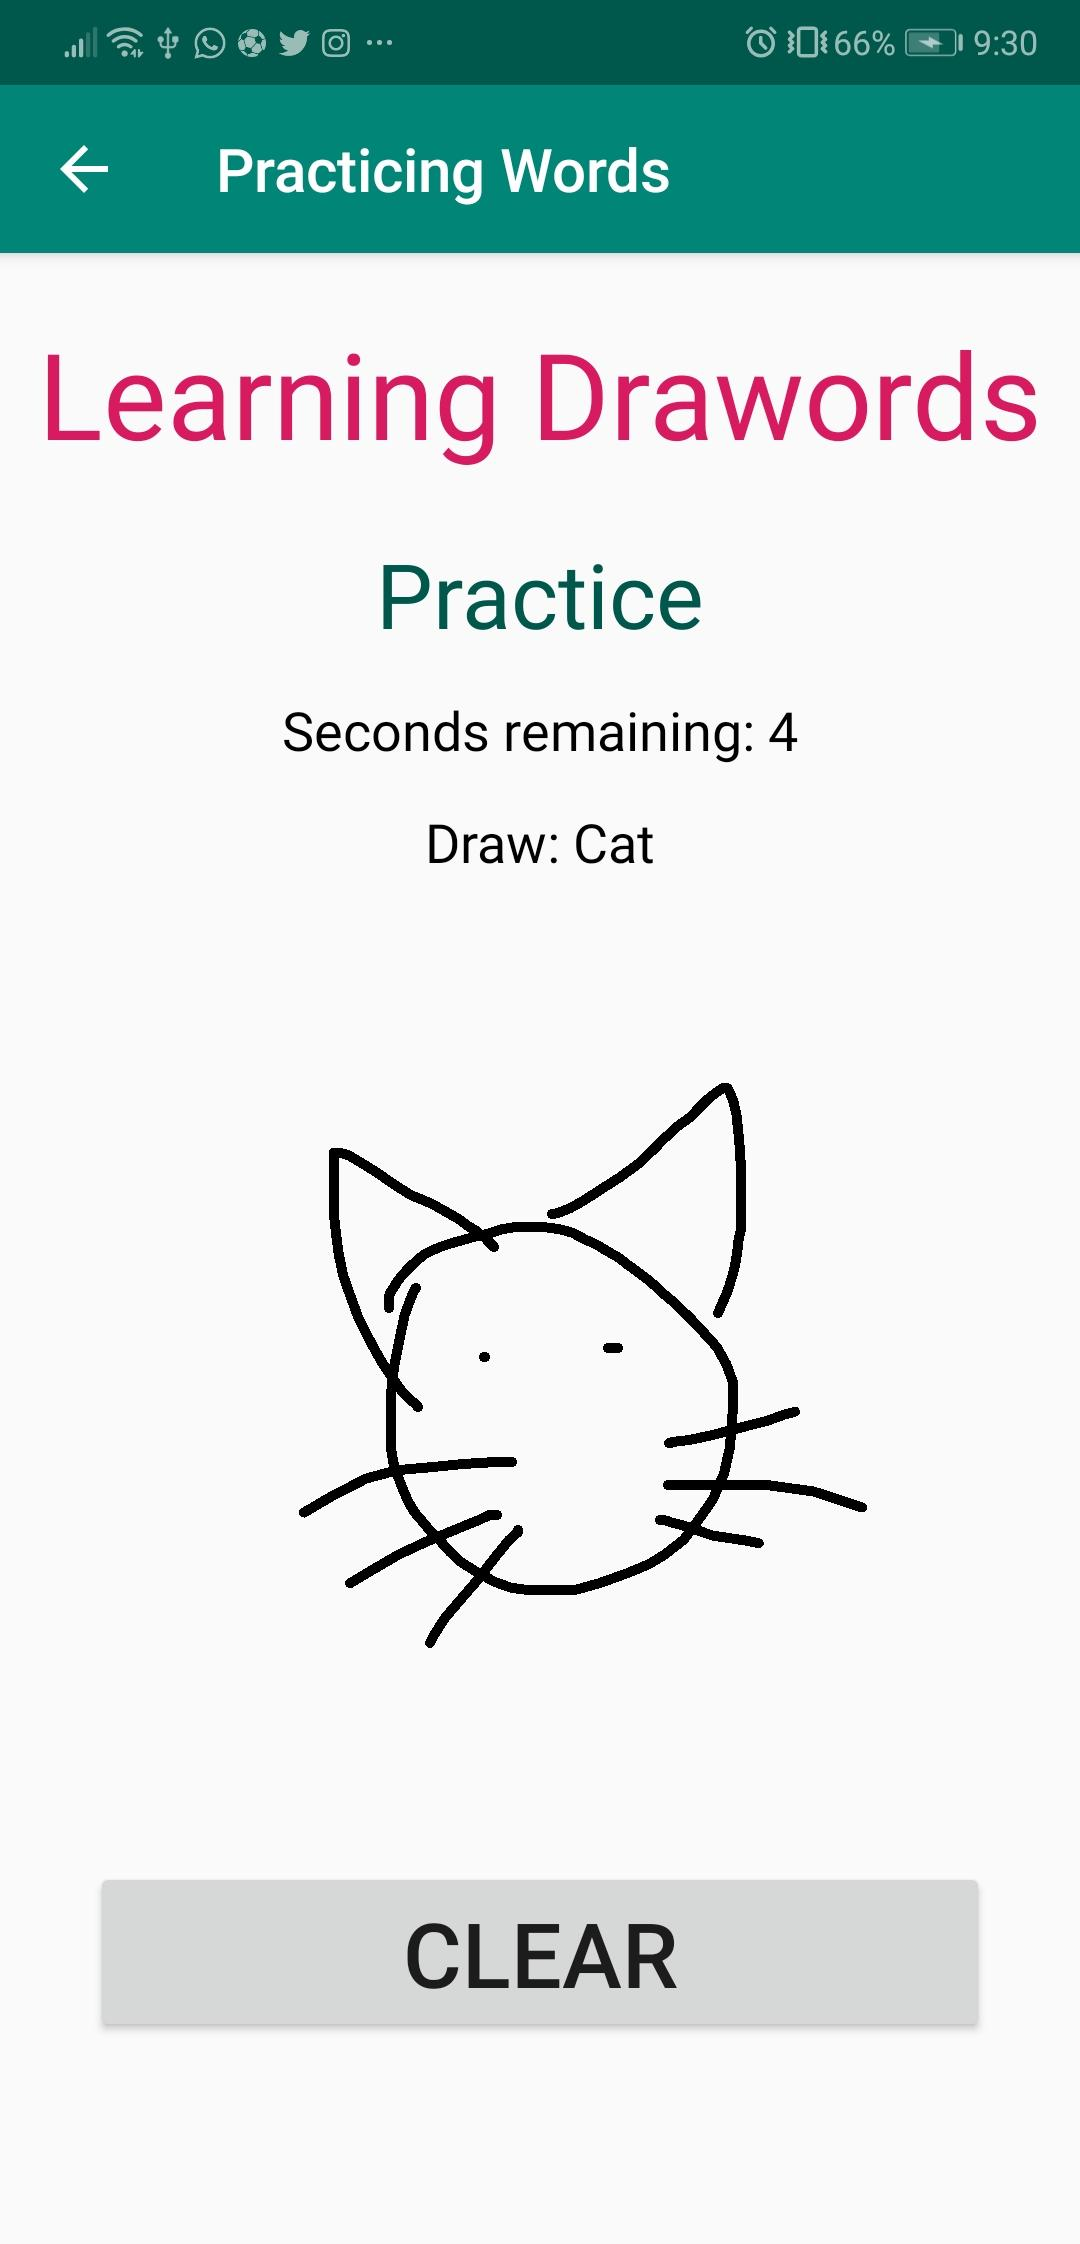 66% 9:30
Practicing Words
Learning Drawords
Practice
Seconds remaining: 4
Draw: Cat
CLEAR